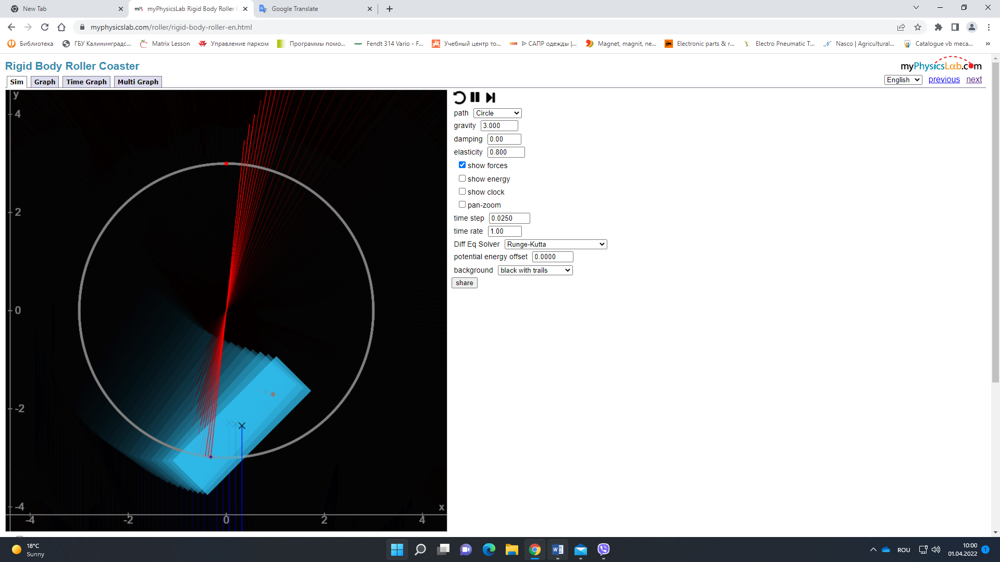 New Tab
mPL myPhysicsLab Rigid Body Roller C
Google Translate
myphysicslab.com/roller/rigid-body-roller-en.html
Библиотека
ГБУ Калининградс...
Matrix Lesson
Управление парком
Программы помо...
Fendt 314 Vario - F...
Учебный центр то...
ᐅ САПР одежды |...
Magnet, magnit, ne...
Electronic parts & r...
Electro Pneumatic T...
Nasco | Agricultural...
Catalogue vb meca...
»
Rigid Body Roller Coaster
myPhysicsLab.com
Sim Graph Time Graph Multi Graph
English previous next
y
4
2
0
-2
-4
x
-4 -2 0 2 4
path Circle
gravity 3.000
damping 0.00
elasticity 0.800
show forces
show energy
show clock
pan-zoom
time step 0.0250
time rate 1.00
Diff Eq Solver Runge-Kutta
potential energy offset 0.0000
background black with trails
share
18°C
Sunny
ROU
10:00
01.04.2022
1